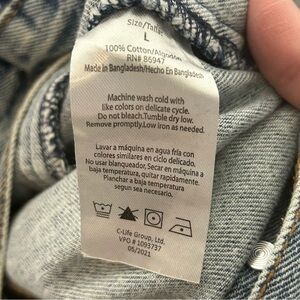 Size/Talla
L
100% Cotton/Algodón
RN# 86947
Made in Bangladesh/Hecho En Bangladesh
Machine wash cold with
like colors on delicate cycle.
Do not bleach.Tumble dry low.
Remove promptly.Low iron as needed.
Lavar a máquina en agua fría con
colores similares en ciclo delicado.
No usar blanqueador. Secar en máquina a
baja temperatura, quitar rapidamente.
Planchar a baja temperatura
segun sea necesario.
C-Life Group, Ltd.
VPO # 1093737
05/2021